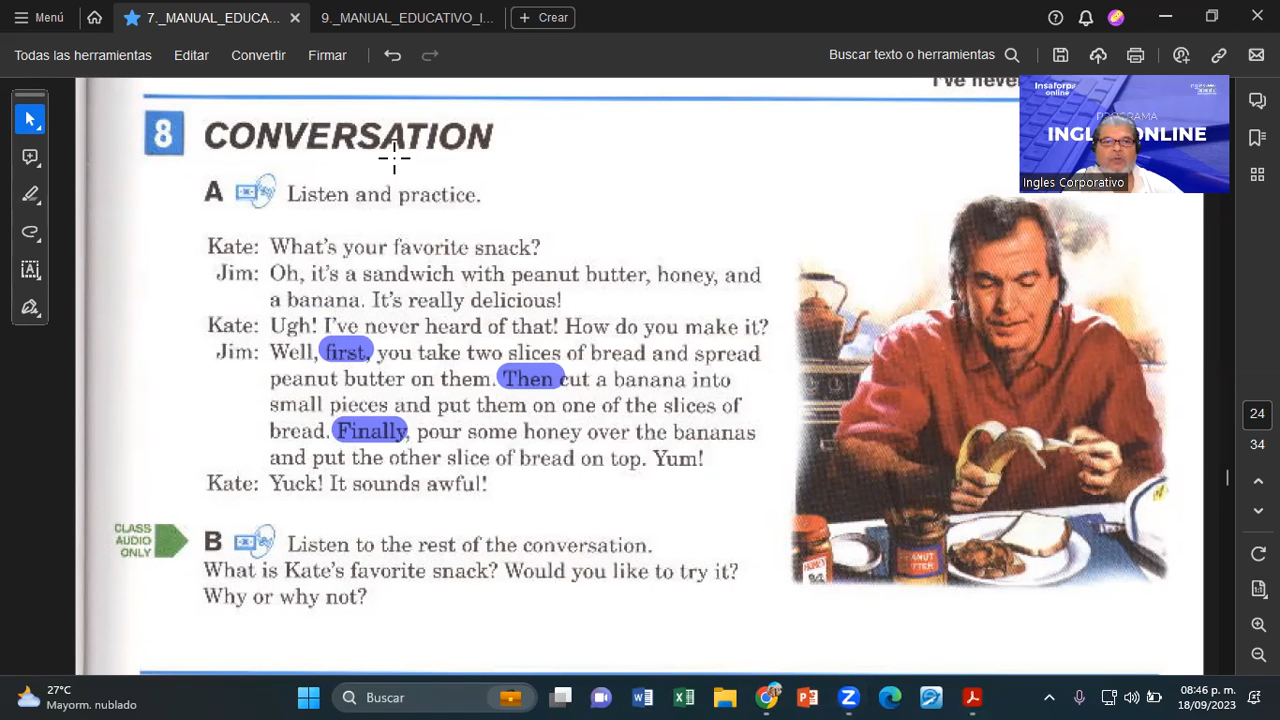 Menú
7._MANUAL_EDUCA...
9._MANUAL_EDUCATIVO_I...
Crear
Todas las herramientas
Editar
Convertir
Firmar
Buscar texto o herramientas
I've never
Insaforp
online
PROGRAMA
INGL ONLINE
Ingles Corporativo
8 CONVERSATION
A Listen and practice.
Kate: What's your favorite snack?
Jim: Oh, it's a sandwich with peanut butter, honey, and
a banana. It's really delicious!
Kate: Ugh! I've never heard of that! How do you make it?
Jim: Well, first, you take two slices of bread and spread
peanut butter on them. Then cut a banana into
small pieces and put them on one of the slices of
bread. Finally, pour some honey over the bananas
and put the other slice of bread on top. Yum!
Kate: Yuck! It sounds awful!
CLASS
AUDIO
ONLY
B Listen to the rest of the conversation.
What is Kate's favorite snack? Would you like to try it?
Why or why not?
HONEY
PEANUT
BUTTER
24
34
27°C
Mayorm. nublado
Buscar
08:46 p. m.
18/09/2023